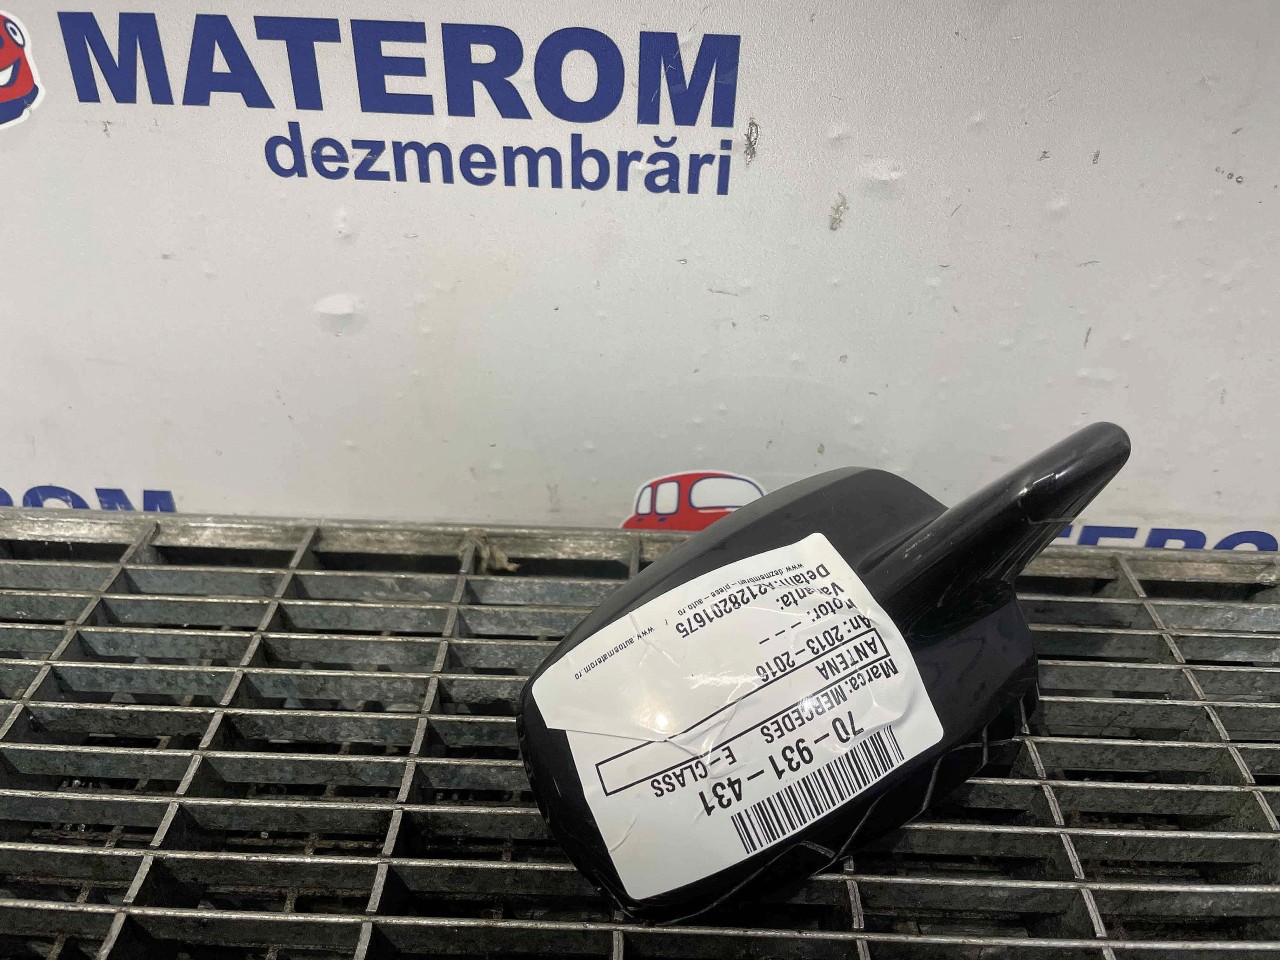 MATEROM
dezmembrări
70-931-431
Marca: MERCEDES E-CLASS
ANTENA
An: 2013-2016
Motor: ---
Varianta:
Detalii: A2128201675
www.dezmembrari-piese-auto.ro / www.autosmaterom.ro